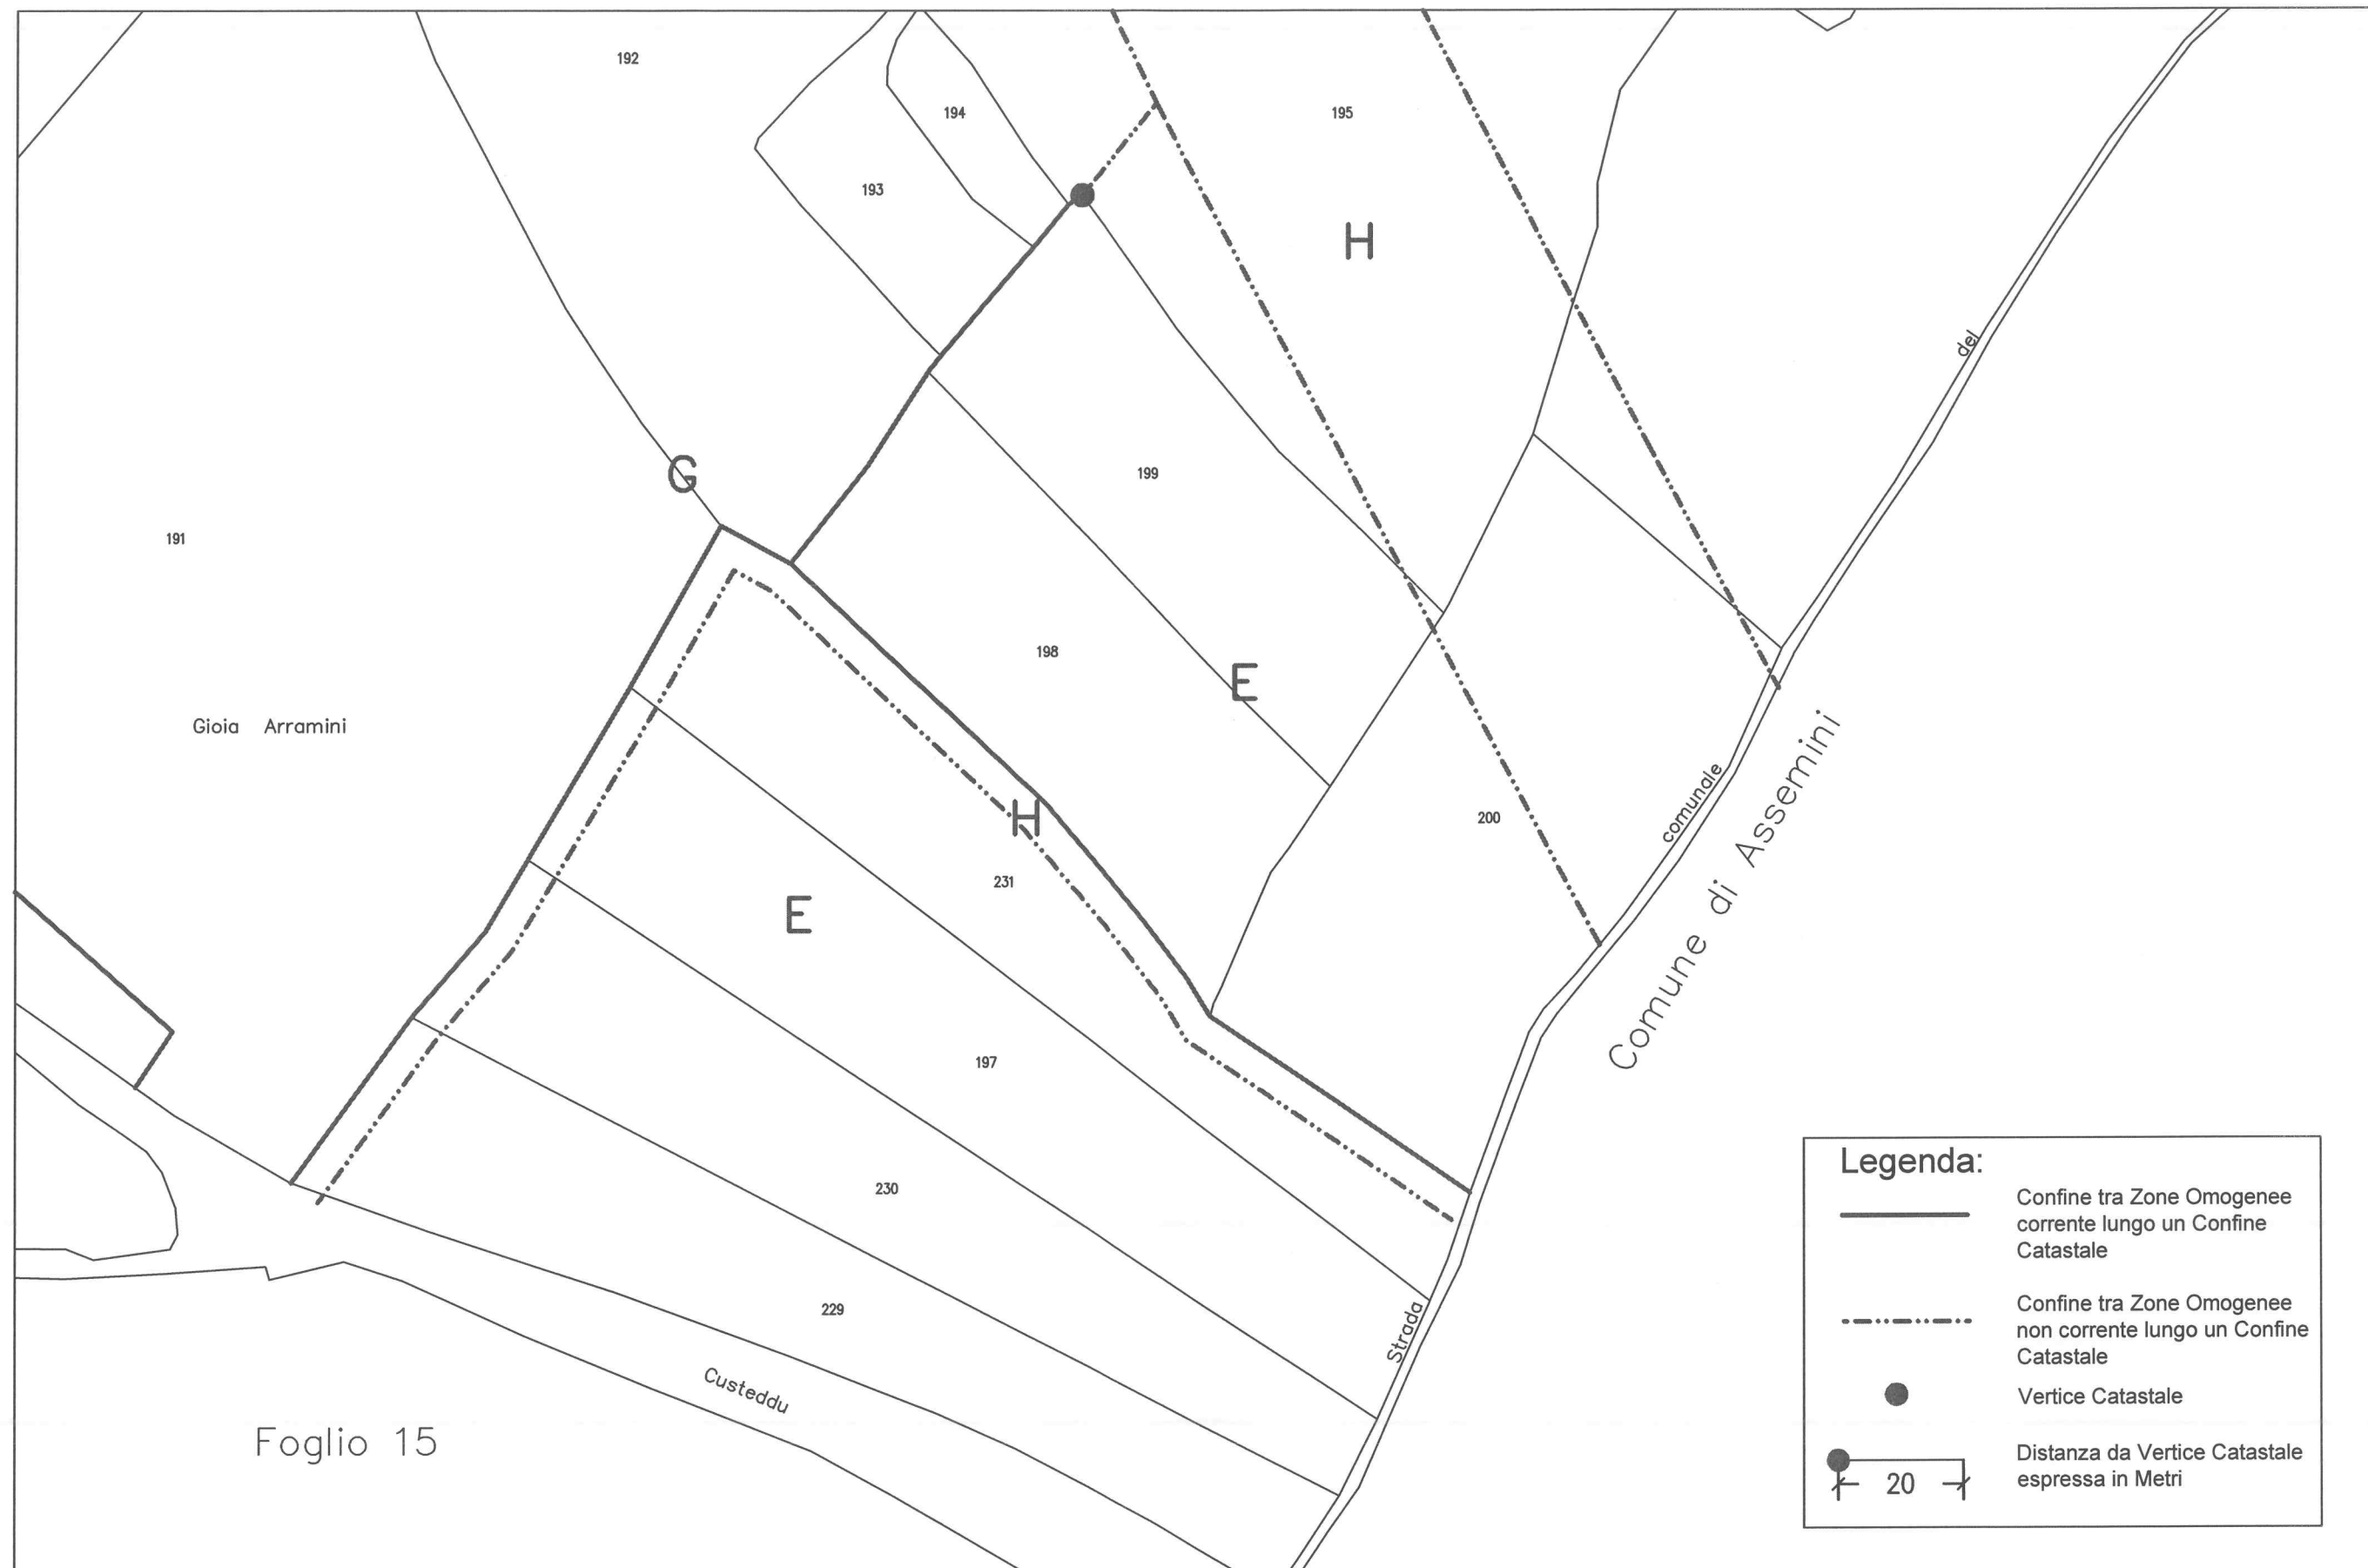 192
194
195
193
H
del
G
199
191
198
E
Gioia Arramini
comunale
Comune di Assemini
H
200
231
E
197
230
Strada
229
Custeddu
Foglio 15
Legenda:
Confine tra Zone Omogenee
corrente lungo un Confine
Catastale
Confine tra Zone Omogenee
non corrente lungo un Confine
Catastale
Vertice Catastale
Distanza da Vertice Catastale
espressa in Metri
20